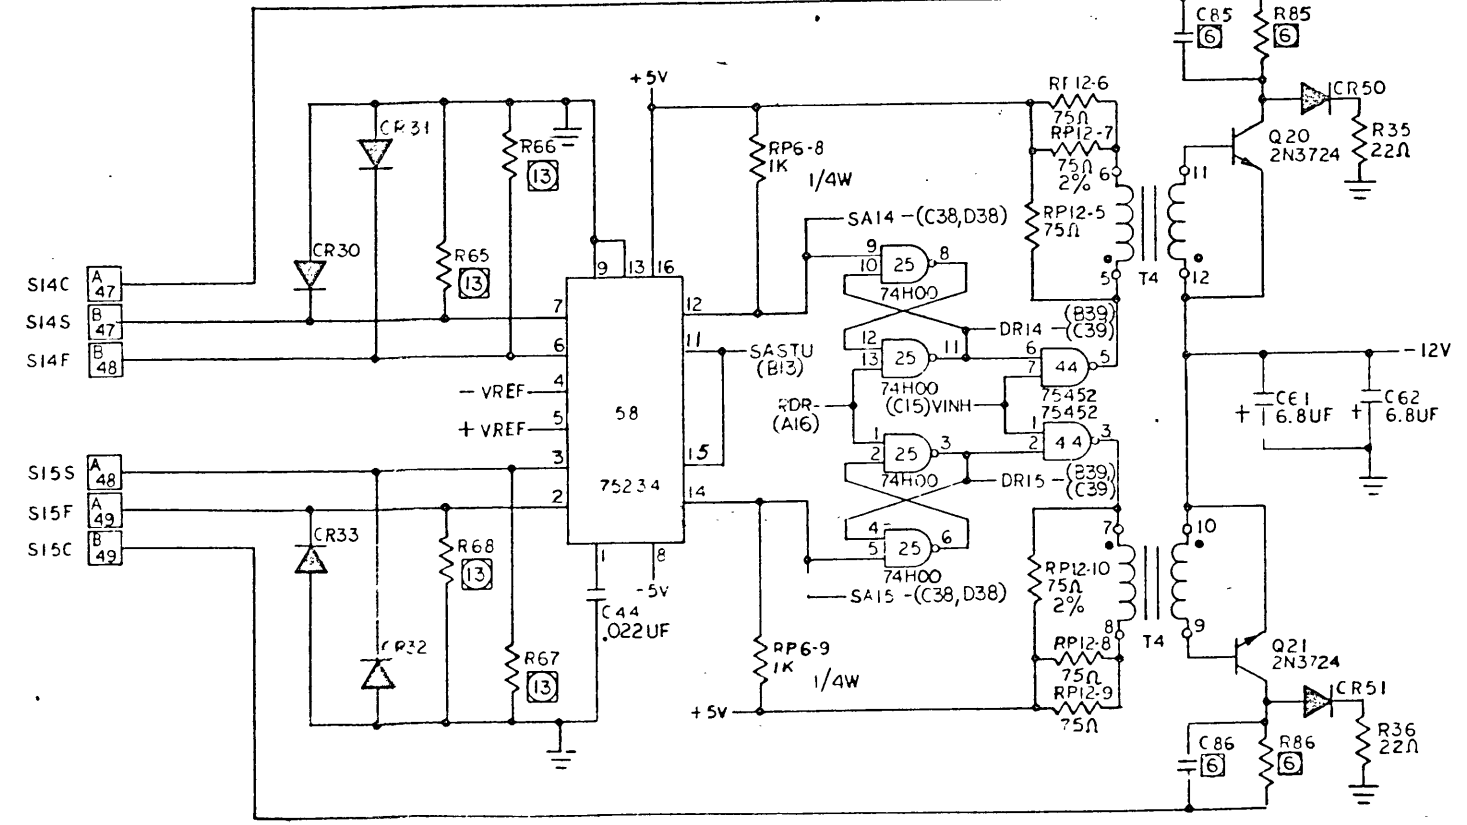 C85
6
R85
6
+5V
RP12-6
75Ω
RP12-7
75Ω
2%
CR50
R35
22Ω
Q20
2N3724
CR31
R66
13
RP6-8
1K
1/4W
6
11
SA14-(C38,D38)
RP12-5
75Ω
CR30
R65
13
9
13
16
9
10
25
8
74H00
5
T4
12
S14C
A
47
S14S
B
47
S14F
B
48
7
6
4
5
3
2
-VREF
+VREF
58
75234
12
11
15
14
SASTU
(B13)
12
13
25
11
74H00
DR14-(B39)
(C39)
6
7
44
5
75452
75452
RDR-
(A16)
(C15)VINH
1
2
44
3
-12V
C61
6.8UF
+
C62
6.8UF
+
1
2
25
3
74H00
DR15-(B39,)
(C39)
4
5
25
6
74H00
SA15-(C38,D38)
S15S
A
48
S15F
A
49
S15C
B
49
CR33
R68
13
CR32
R67
13
1
8
-5V
C44
.022UF
RP6-9
1K
1/4W
+5V
7
10
RP12-10
75Ω
2%
8
9
T4
RP12-8
75Ω
RP12-9
75Ω
Q21
2N3724
CR51
R36
22Ω
C86
6
R86
6